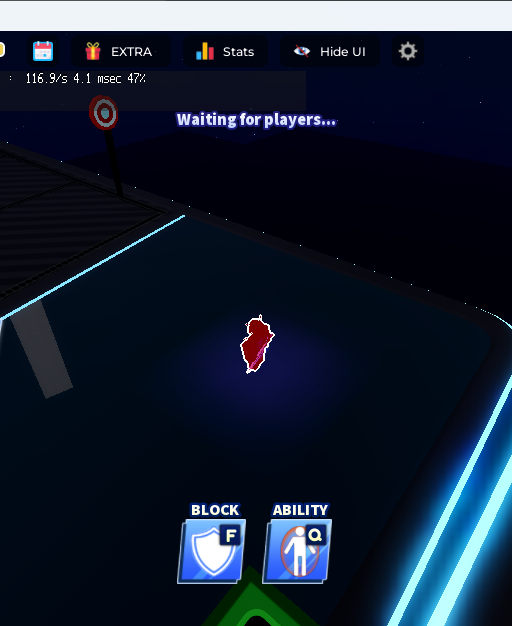 EXTRA Stats Hide UI
: 116.9/s 4.1 msec 47%
Waiting for players...
BLOCK ABILITY
F Q